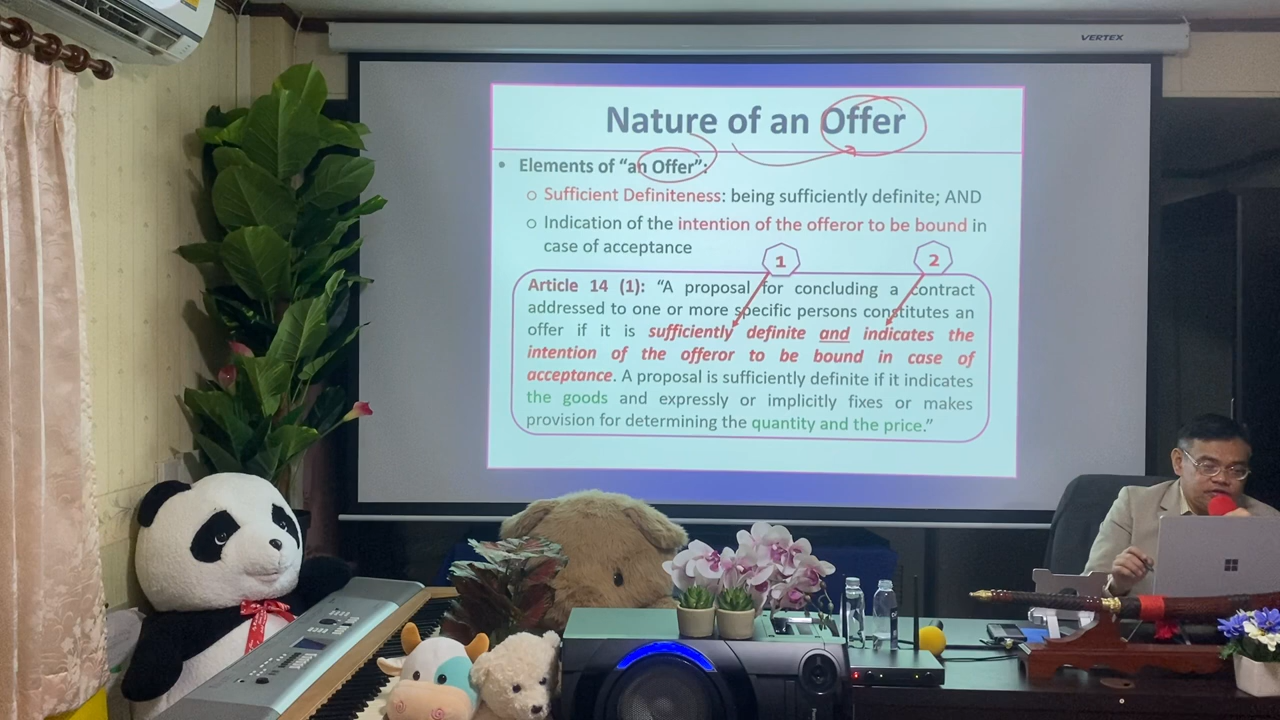 VERTEX
Nature of an Offer
• Elements of “an Offer”:
o Sufficient Definiteness: being sufficiently definite; AND
o Indication of the intention of the offeror to be bound in
case of acceptance
1
2
Article 14 (1): “A proposal for concluding a contract
addressed to one or more specific persons constitutes an
offer if it is sufficiently definite and indicates the
intention of the offeror to be bound in case of
acceptance. A proposal is sufficiently definite if it indicates
the goods and expressly or implicitly fixes or makes
provision for determining the quantity and the price.”